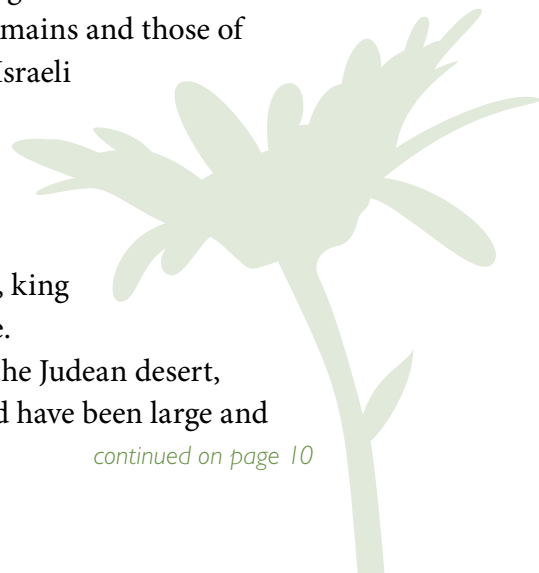 mains and those of
Israeli
, king
e.
he Judean desert,
d have been large and
continued on page 10